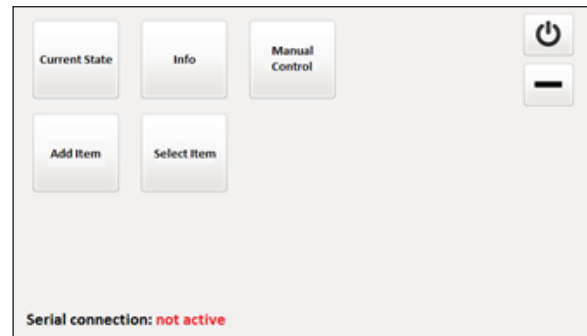 Current State
Info
Manual
Control
Add Item
Select Item
Serial connection: not active